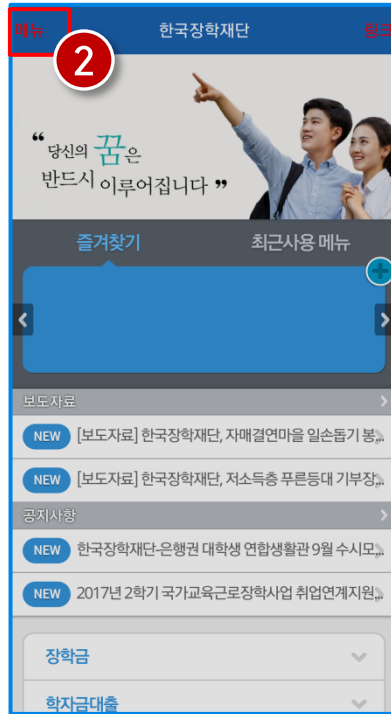 메뉴 한국장학재단 링크
2
“ 당신의 꿈은
반드시 이루어집니다 ”
즐겨찾기 최근사용 메뉴
보도자료
NEW [보도자료] 한국장학재단, 자매결연마을 일손돕기 봉...
NEW [보도자료] 한국장학재단, 저소득층 푸른등대 기부장...
공지사항
NEW 한국장학재단-은행권 대학생 연합생활관 9월 수시모...
NEW 2017년 2학기 국가교육근로장학사업 취업연계지원...
장학금
학자금대출